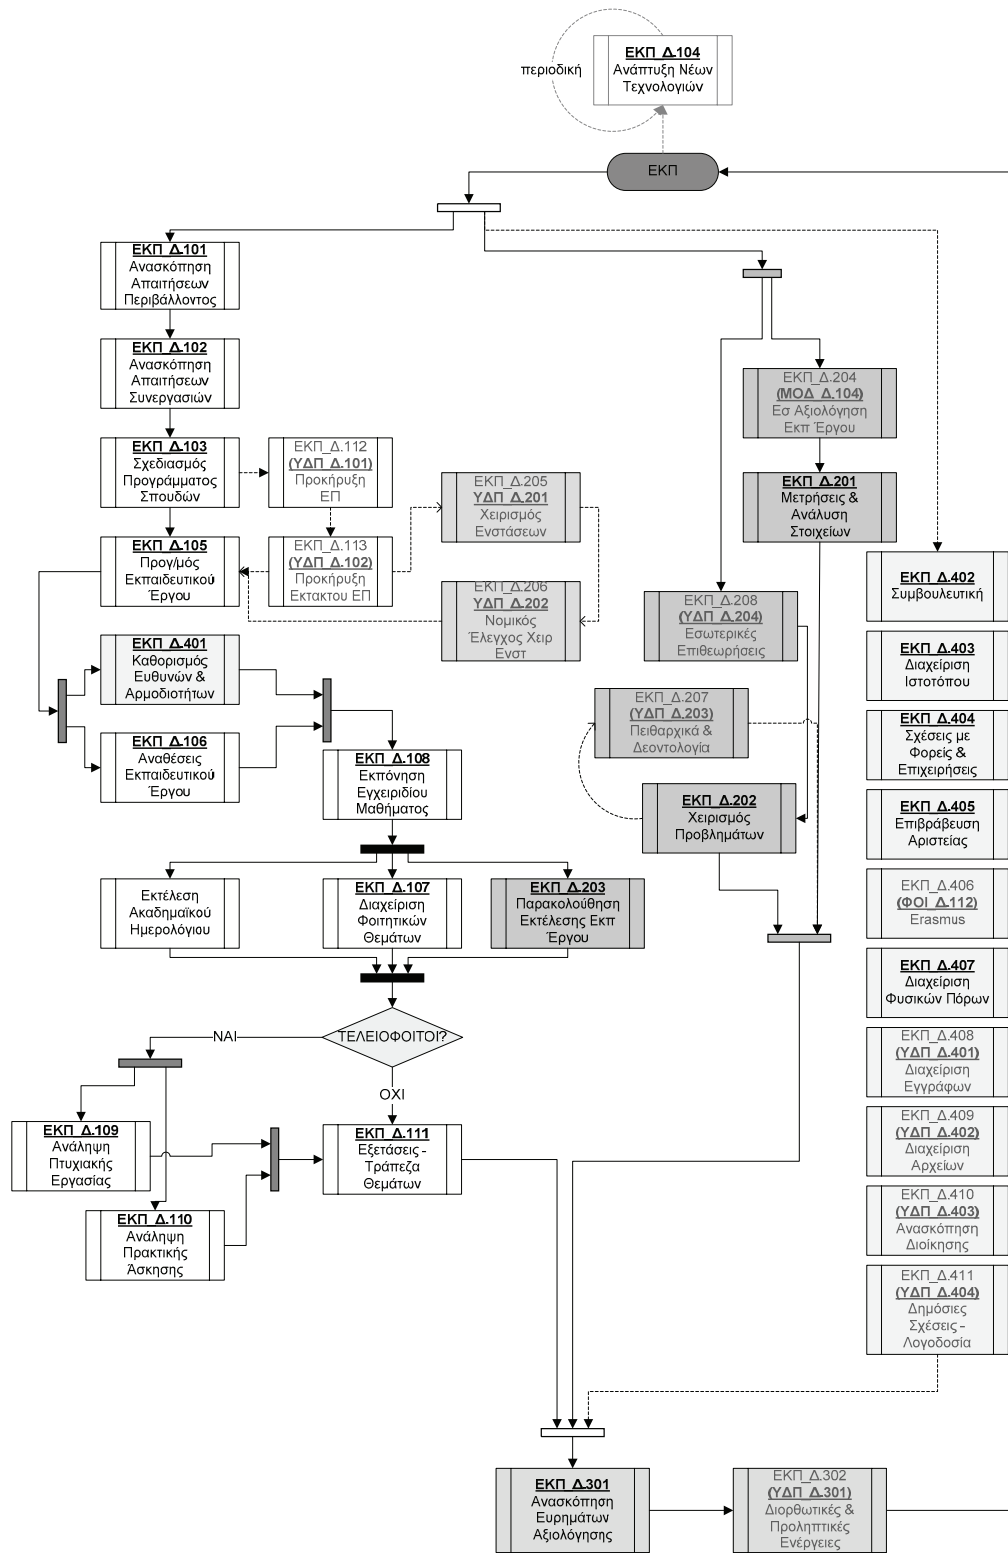 ΕΚΠ_Δ.104
Ανάπτυξη Νέων
Τεχνολογιών
περιοδική
ΕΚΠ
ΕΚΠ_Δ.101
Ανασκόπηση
Απαιτήσεων
Περιβάλλοντος
ΕΚΠ_Δ.102
Ανασκόπηση
Απαιτήσεων
Συνεργασιών
ΕΚΠ_Δ.103
Σχεδιασμός
Προγράμματος
Σπουδών
ΕΚΠ_Δ.112
(ΥΔΠ_Δ.101)
Προκήρυξη
ΕΠ
ΕΚΠ_Δ.105
Προγ/μός
Εκπαιδευτικού
Έργου
ΕΚΠ_Δ.113
(ΥΔΠ_Δ.102)
Προκήρυξη
Εκτακτου ΕΠ
ΕΚΠ_Δ.205
ΥΔΠ_Δ.201
Χειρισμός
Ενστάσεων
ΕΚΠ_Δ.206
ΥΔΠ_Δ.202
Νομικός
Έλεγχος Χειρ
Ενστ
ΕΚΠ_Δ.204
(ΜΟΔ_Δ.104)
Εσ Αξιολόγηση
Εκπ Έργου
ΕΚΠ_Δ.201
Μετρήσεις &
Ανάλυση
Στοιχείων
ΕΚΠ_Δ.208
(ΥΔΠ_Δ.204)
Εσωτερικές
Επιθεωρήσεις
ΕΚΠ_Δ.207
(ΥΔΠ_Δ.203)
Πειθαρχικά &
Δεοντολογία
ΕΚΠ_Δ.202
Χειρισμός
Προβλημάτων
ΕΚΠ_Δ.401
Καθορισμός
Ευθυνών &
Αρμοδιοτήτων
ΕΚΠ_Δ.106
Αναθέσεις
Εκπαιδευτικού
Έργου
ΕΚΠ_Δ.108
Εκπόνηση
Εγχειριδίου
Μαθήματος
Εκτέλεση
Ακαδημαϊκού
Ημερολόγιου
ΕΚΠ_Δ.107
Διαχείριση
Φοιτητικών
Θεμάτων
ΕΚΠ_Δ.203
Παρακολούθηση
Εκτέλεσης Εκπ
Έργου
ΤΕΛΕΙΟΦΟΙΤΟΙ?
ΝΑΙ
ΟΧΙ
ΕΚΠ_Δ.109
Ανάληψη
Πτυχιακής
Εργασίας
ΕΚΠ_Δ.110
Ανάληψη
Πρακτικής
Άσκησης
ΕΚΠ_Δ.111
Εξετάσεις -
Τράπεζα
Θεμάτων
ΕΚΠ_Δ.402
Συμβουλευτική
ΕΚΠ_Δ.403
Διαχείριση
Ιστοτόπου
ΕΚΠ_Δ.404
Σχέσεις με
Φορείς &
Επιχειρήσεις
ΕΚΠ_Δ.405
Επιβράβευση
Αριστείας
ΕΚΠ_Δ.406
(ΦΟΙ_Δ.112)
Erasmus
ΕΚΠ_Δ.407
Διαχείριση
Φυσικών Πόρων
ΕΚΠ_Δ.408
(ΥΔΠ_Δ.401)
Διαχείριση
Εγγράφων
ΕΚΠ_Δ.409
(ΥΔΠ_Δ.402)
Διαχείριση
Αρχείων
ΕΚΠ_Δ.410
(ΥΔΠ_Δ.403)
Ανασκόπηση
Διοίκησης
ΕΚΠ_Δ.411
(ΥΔΠ_Δ.404)
Δημόσιες
Σχέσεις -
Λογοδοσία
ΕΚΠ_Δ.301
Ανασκόπηση
Ευρημάτων
Αξιολόγησης
ΕΚΠ_Δ.302
(ΥΔΠ_Δ.301)
Διορθωτικές &
Προληπτικές
Ενέργειες